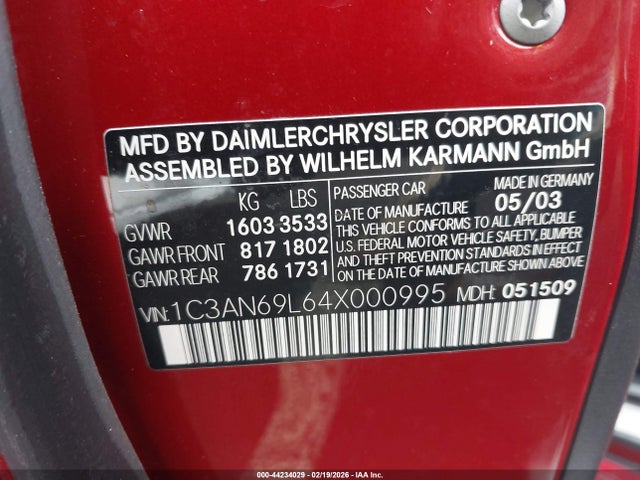 MFD BY DAIMLERCHRYSLER CORPORATION
ASSEMBLED BY WILHELM KARMANN GmbH
KG LBS
GVWR 1603 3533
GAWR FRONT 817 1802
GAWR REAR 786 1731
PASSENGER CAR MADE IN GERMANY
DATE OF MANUFACTURE 05/03
THIS VEHICLE CONFORMS TO ALL APPLICABLE
U.S. FEDERAL MOTOR VEHICLE SAFETY, BUMPER
AND THEFT PREVENTION STANDARDS IN EFFECT
ON THE DATE OF MANUFACTURE SHOWN ABOVE.
VIN: 1C3AN69L64X000995 MDH: 051509
000-44234029 - 02/19/2026 - IAA Inc.